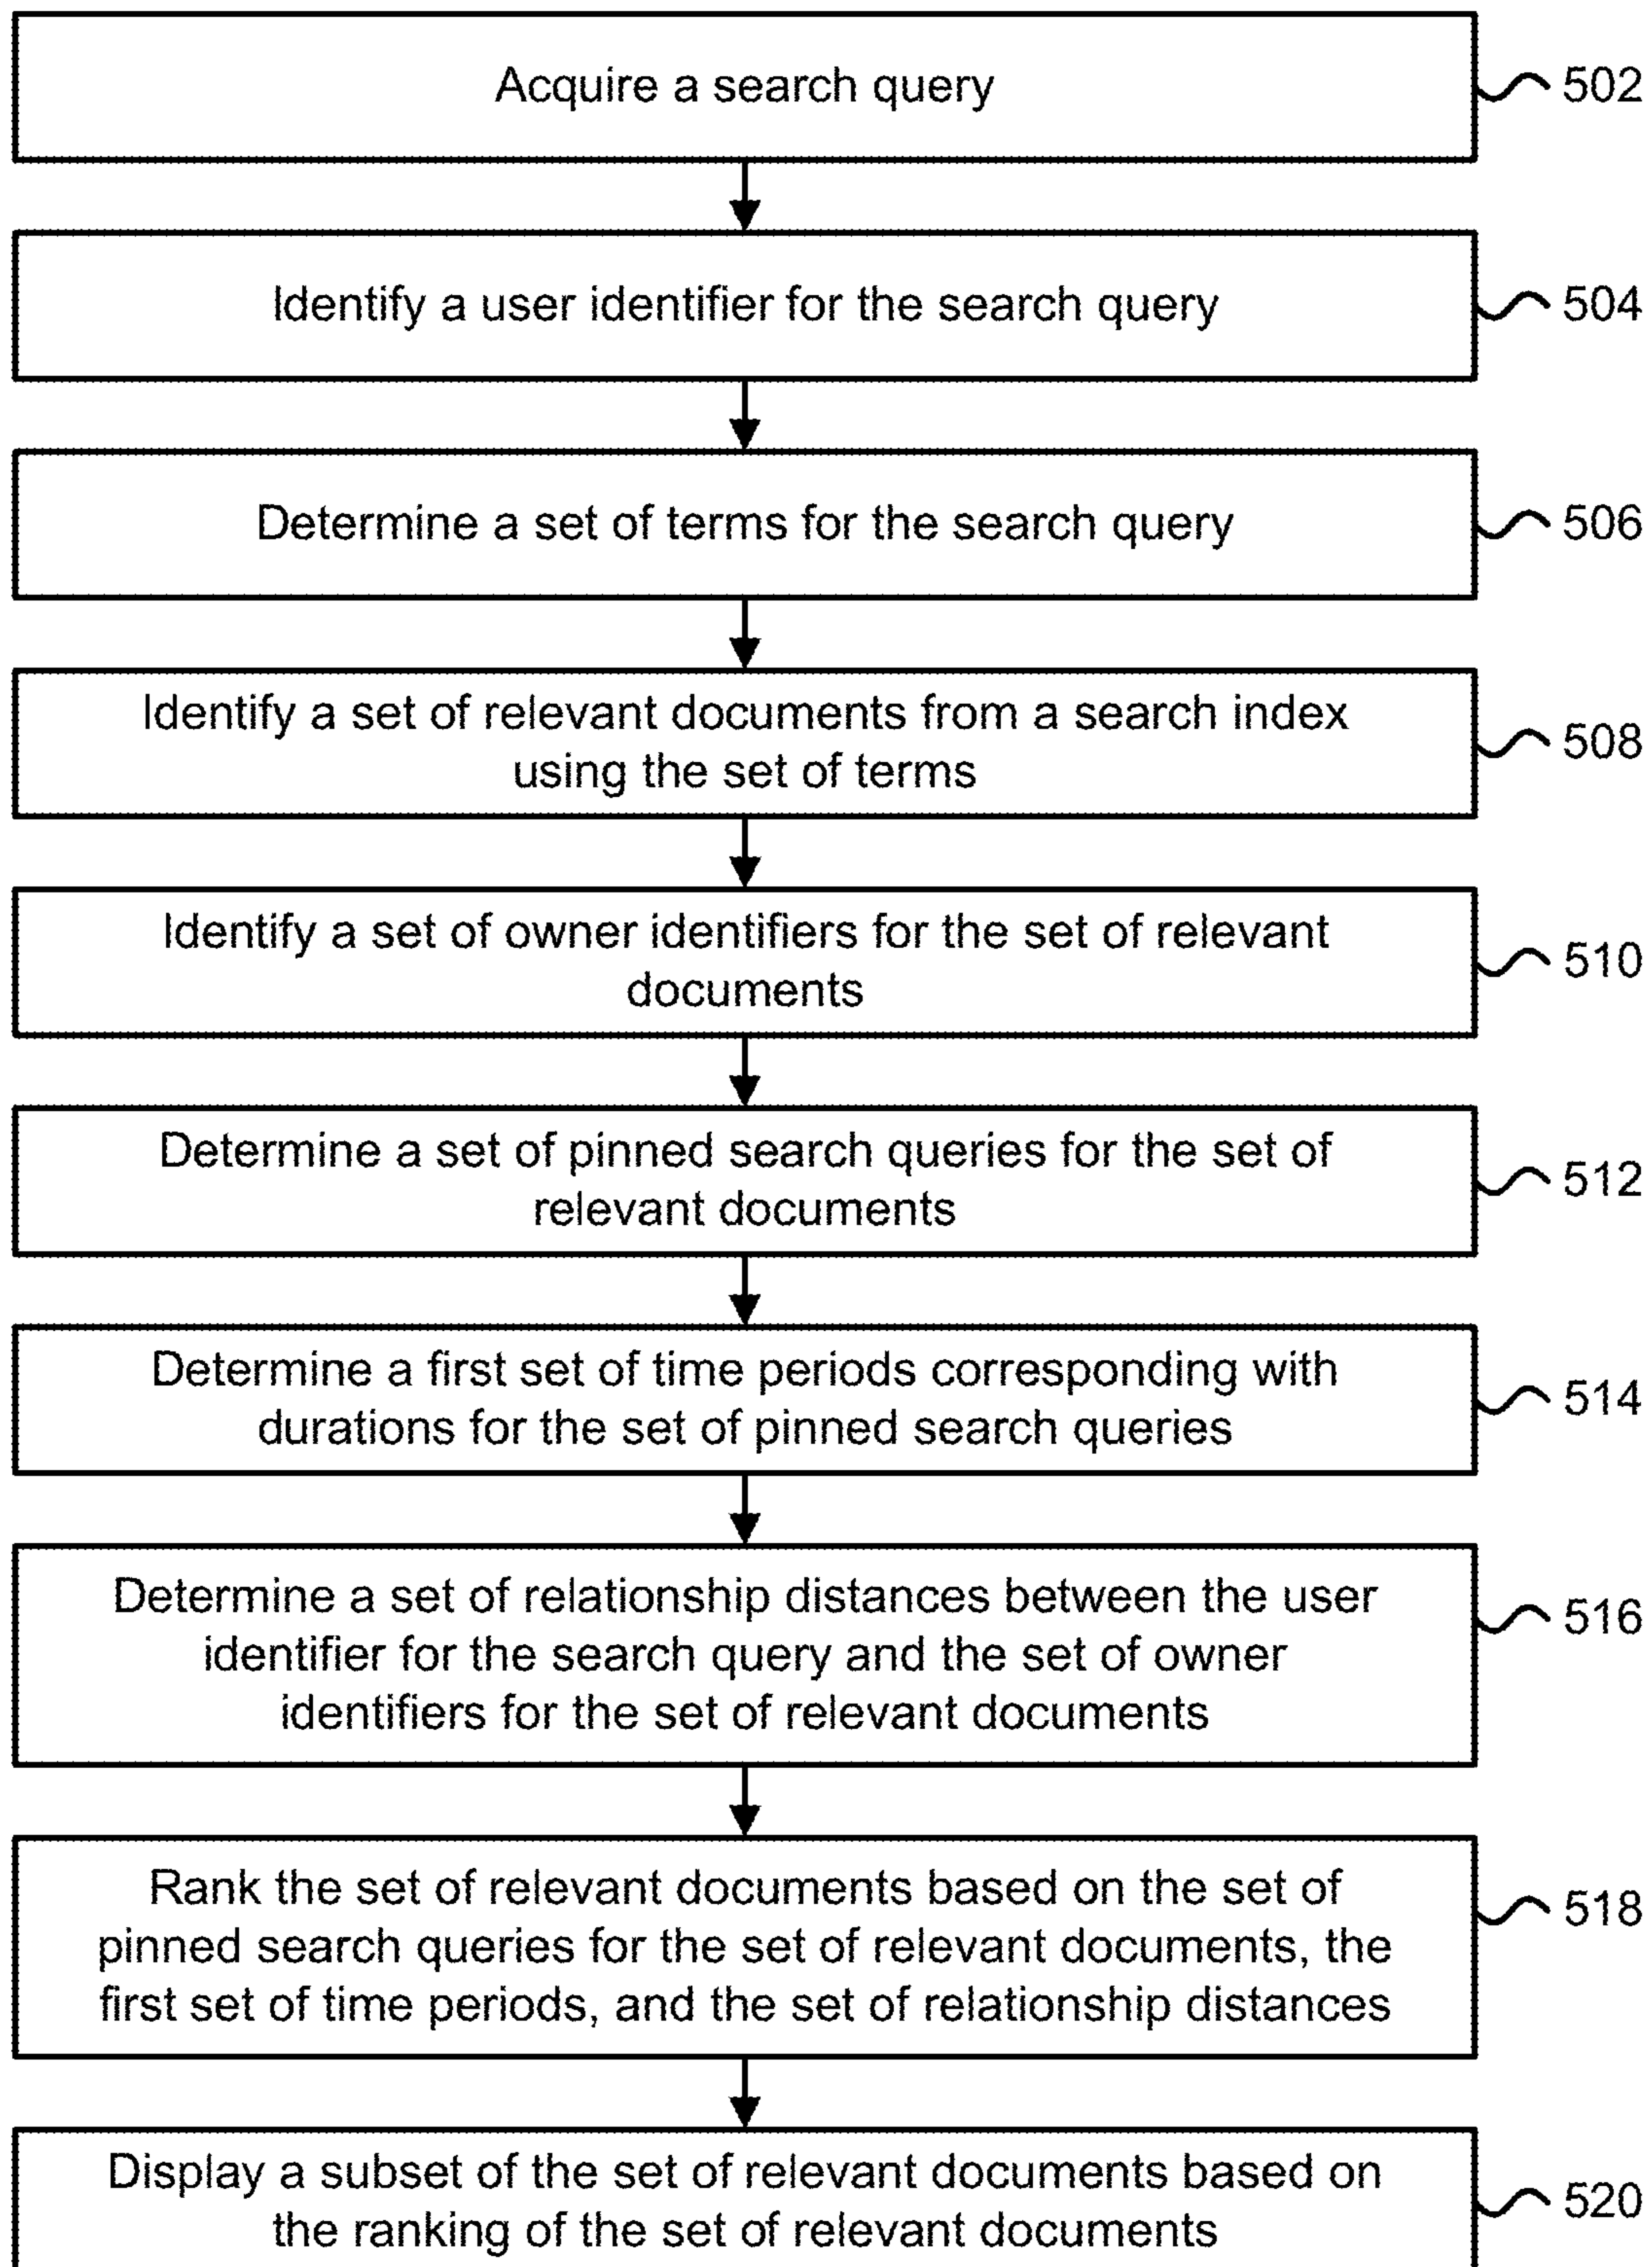 Acquire a search query
502
Identify a user identifier for the search query
504
Determine a set of terms for the search query
506
Identify a set of relevant documents from a search index
using the set of terms
508
Identify a set of owner identifiers for the set of relevant
documents
510
Determine a set of pinned search queries for the set of
relevant documents
512
Determine a first set of time periods corresponding with
durations for the set of pinned search queries
514
Determine a set of relationship distances between the user
identifier for the search query and the set of owner
identifiers for the set of relevant documents
516
Rank the set of relevant documents based on the set of
pinned search queries for the set of relevant documents, the
first set of time periods, and the set of relationship distances
518
Display a subset of the set of relevant documents based on
the ranking of the set of relevant documents
520